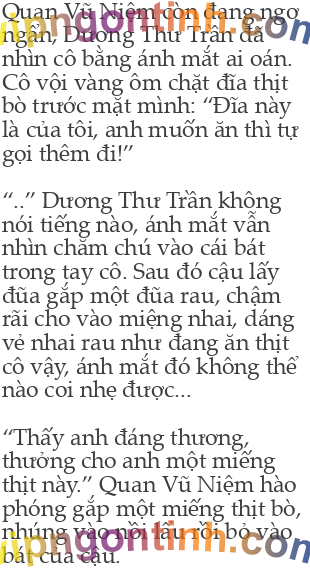 Quan Vũ Niệm còn đang ngơ
ngẩn, Dương Thư Trần đã
nhìn cô bằng ánh mắt ai oán.
Cô vội vàng ôm chặt đĩa thịt
bò trước mặt mình: “Đĩa này
là của tôi, anh muốn ăn thì tự
gọi thêm đi!”
“..” Dương Thư Trần không
nói tiếng nào, ánh mắt vẫn
nhìn chăm chú vào cái bát
trong tay cô. Sau đó cậu lấy
đũa gắp một đũa rau, chậm
rãi cho vào miệng nhai, dáng
vẻ nhai rau như đang ăn thịt
cô vậy, ánh mắt đó không thể
nào coi nhẹ được...
“Thấy anh đáng thương,
thưởng cho anh một miếng
thịt này.” Quan Vũ Niệm hào
phóng gắp một miếng thịt bò,
nhúng vào nồi lẩu rồi bỏ vào
bát của cậu.